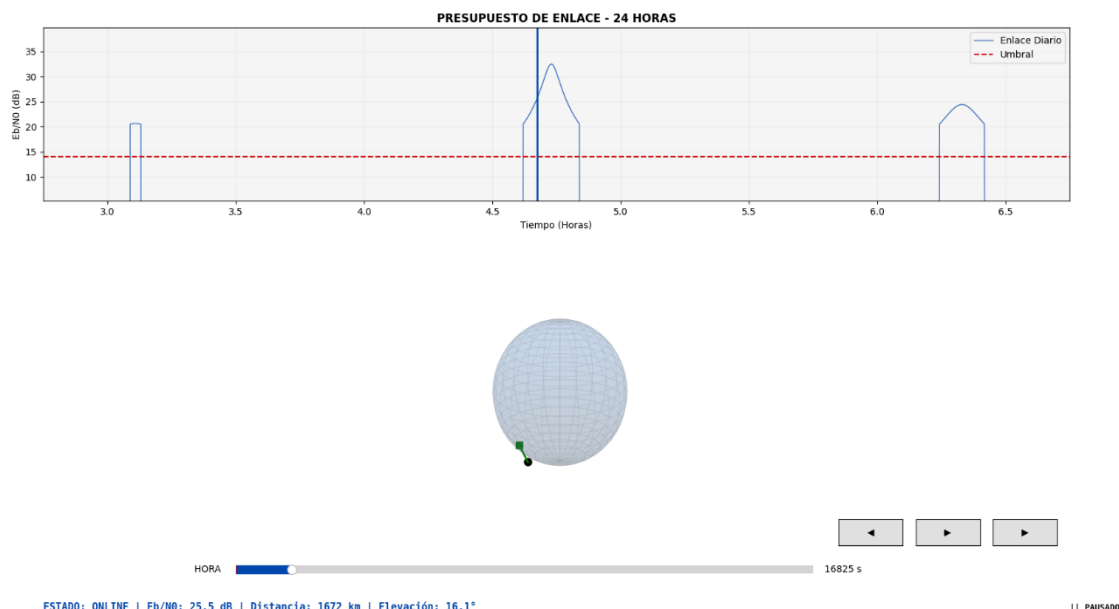 PRESUPUESTO DE ENLACE - 24 HORAS
Enlace Diario
Umbral
Eb/N0 (dB)
35
30
25
20
15
10
3.0 3.5 4.0 4.5 5.0 5.5 6.0 6.5
Tiempo (Horas)
◄ ► ►
HORA 16825 s
ESTADO: ONLINE | Eb/N0: 25.5 dB | Distancia: 1672 km | Elevación: 16.1°
|| PAUSADO